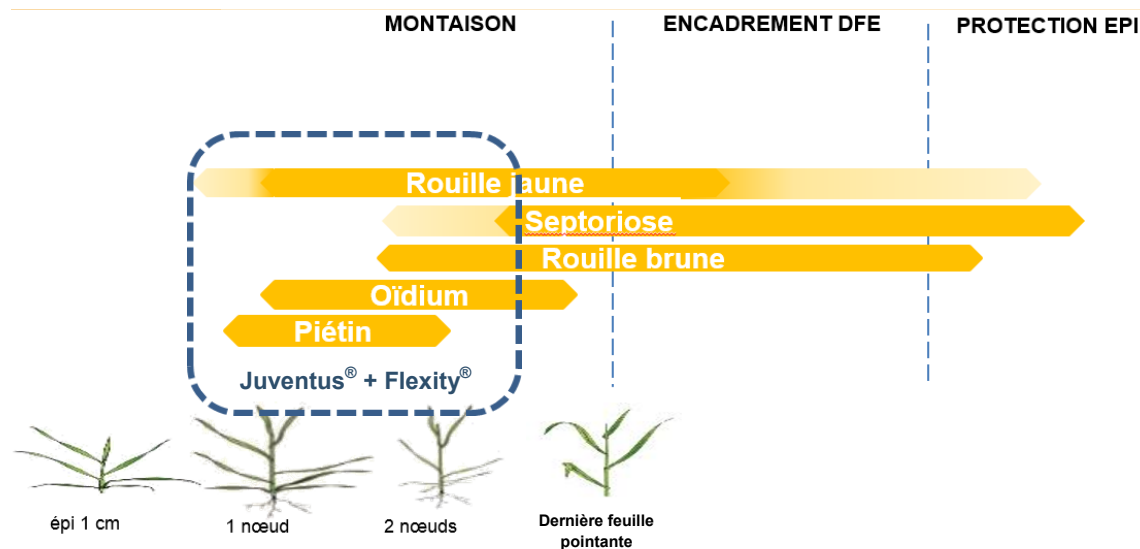 MONTAISON ENCADREMENT DFE PROTECTION EPI
Rouille jaune
Septoriose
Rouille brune
Oïdium
Piétin
Juventus® + Flexity®
épi 1 cm 1 nœud 2 nœuds Dernière feuille
pointante